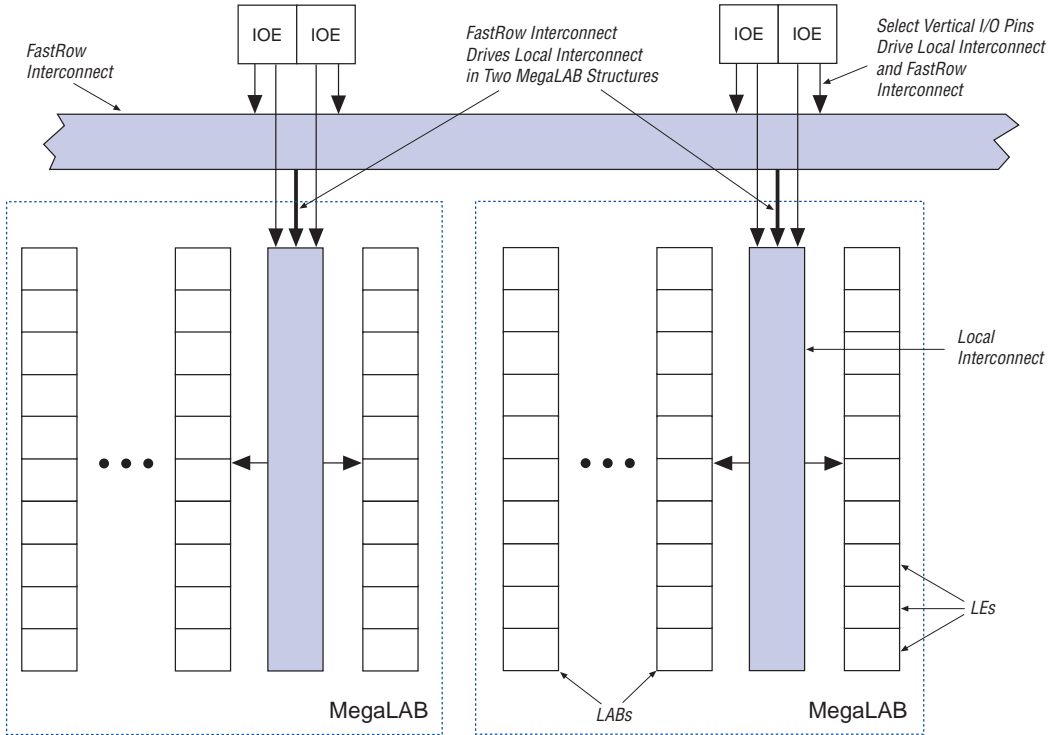 IOE IOE
IOE IOE
FastRow
Interconnect
FastRow Interconnect
Drives Local Interconnect
in Two MegaLAB Structures
Select Vertical I/O Pins
Drive Local Interconnect
and FastRow
Interconnect
Local
Interconnect
LEs
LABs
MegaLAB
MegaLAB